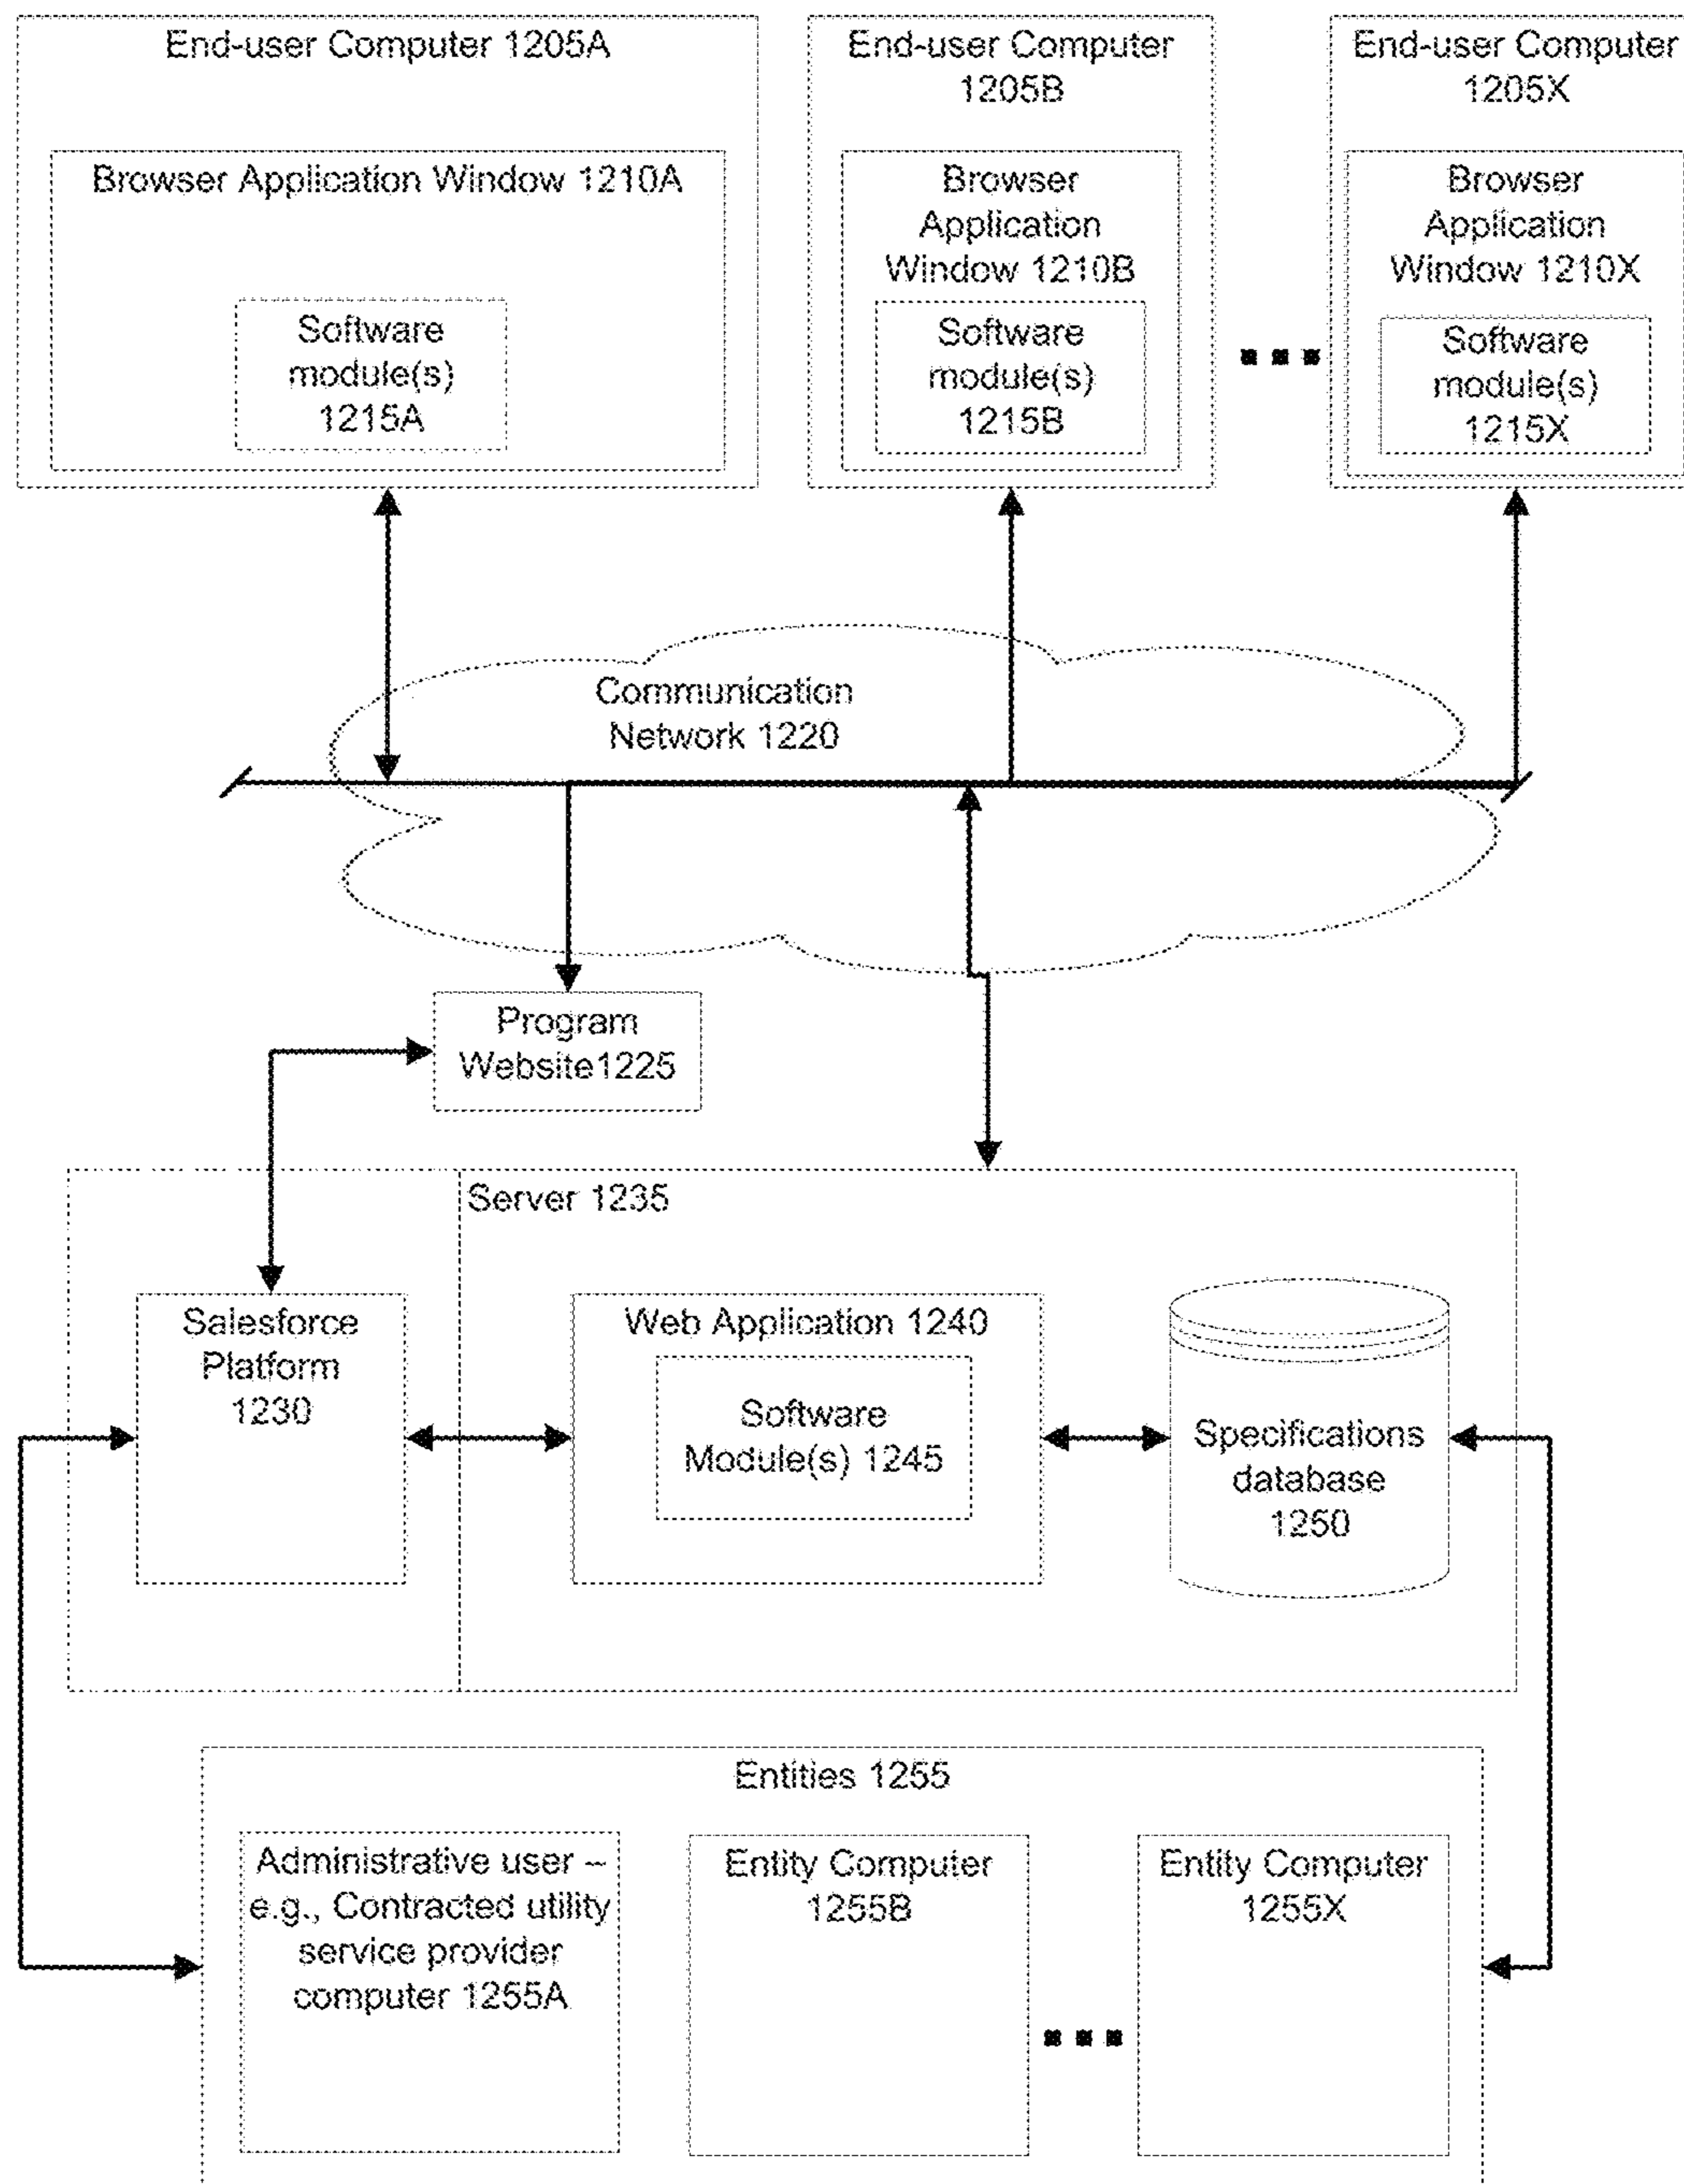 End-user Computer 1205A
Browser Application Window 1210A
Software
module(s)
1215A
End-user Computer
1205B
Browser
Application
Window 1210B
Software
module(s)
1215B
End-user Computer
1205X
Browser
Application
Window 1210X
Software
module(s)
1215X
Communication
Network 1220
Program
Website1225
Server 1235
Salesforce
Platform
1230
Web Application 1240
Software
Module(s) 1245
Specifications
database
1250
Entities 1255
Administrative user –
e.g., Contracted utility
service provider
computer 1255A
Entity Computer
1255B
Entity Computer
1255X